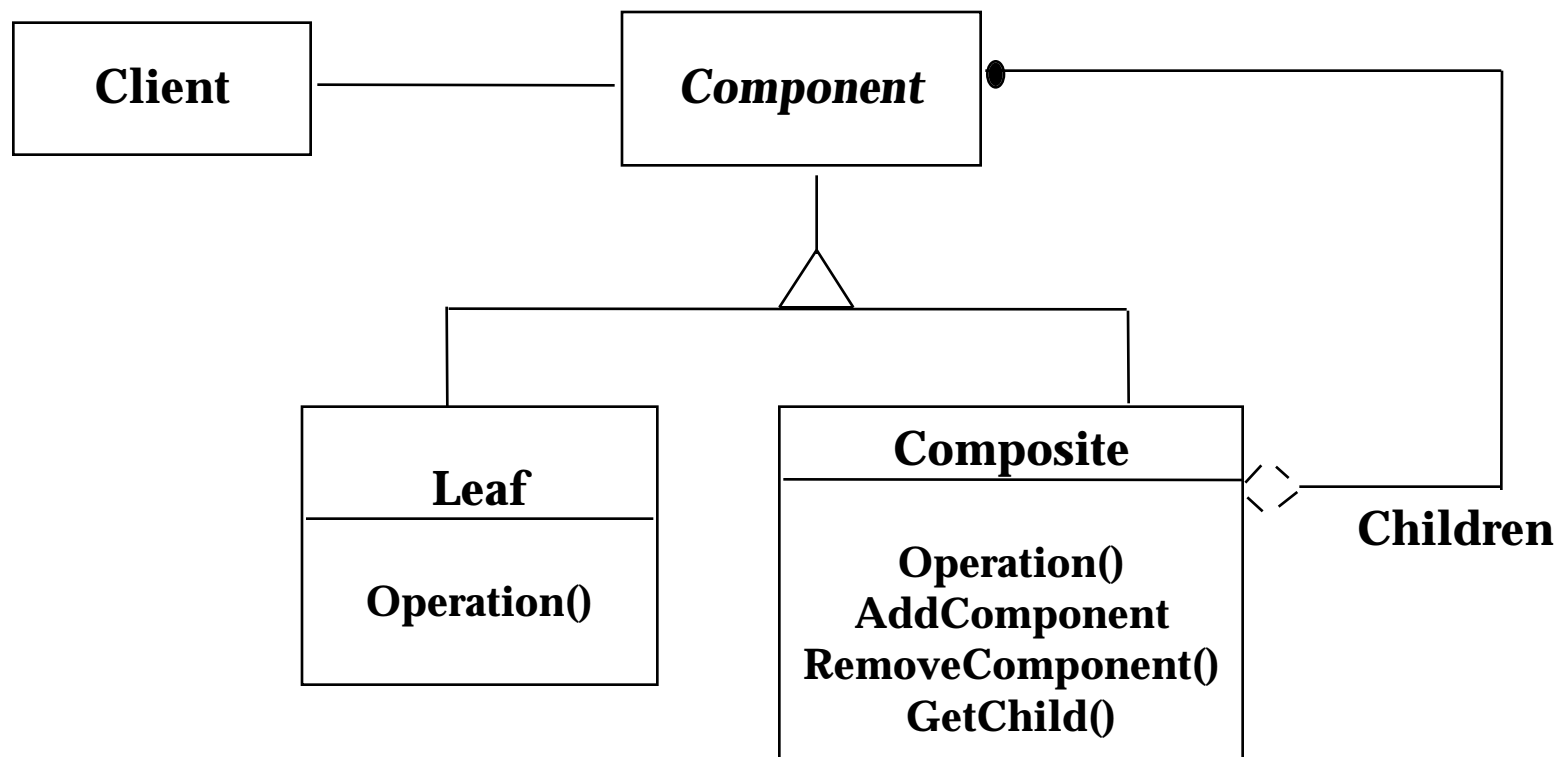 Client
Component
Leaf
Operation()
Composite
Operation()
AddComponent
RemoveComponent()
GetChild()
Children